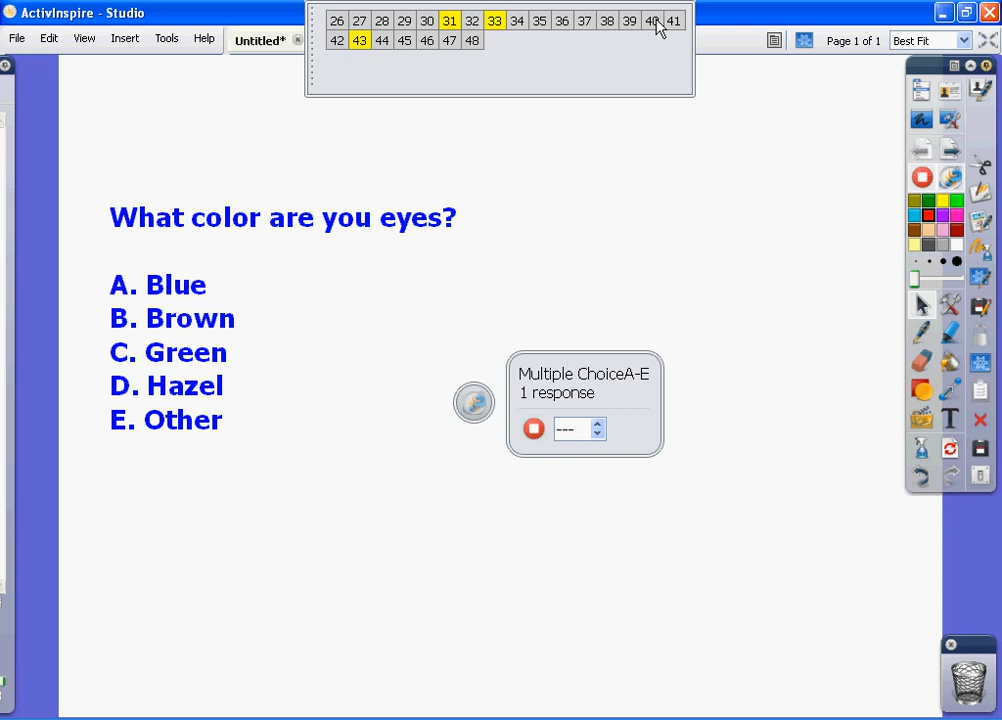 ActivInspire - Studio
File Edit View Insert Tools Help
Untitled*
26 27 28 29 30 31 32 33 34 35 36 37 38 39 40 41
42 43 44 45 46 47 48
Page 1 of 1
Best Fit
What color are you eyes?
A. Blue
B. Brown
C. Green
D. Hazel
E. Other
Multiple ChoiceA-E
1 response
---